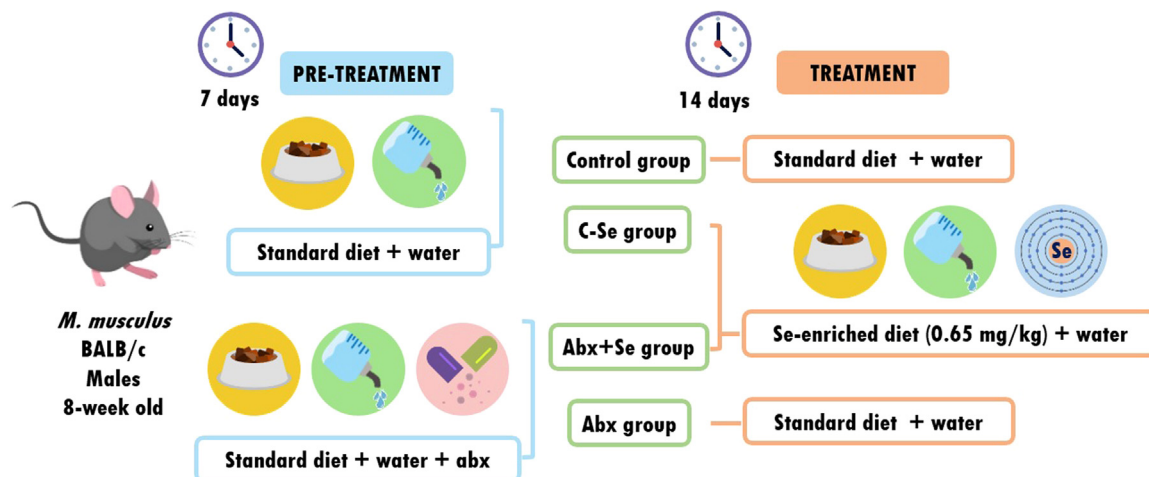 PRE-TREATMENT
7 days
Standard diet + water
M. musculus
BALB/c
Males
8-week old
Standard diet + water + abx
TREATMENT
14 days
Control group
Standard diet + water
C-Se group
Se
Abx+Se group
Se-enriched diet (0.65 mg/kg) + water
Abx group
Standard diet + water